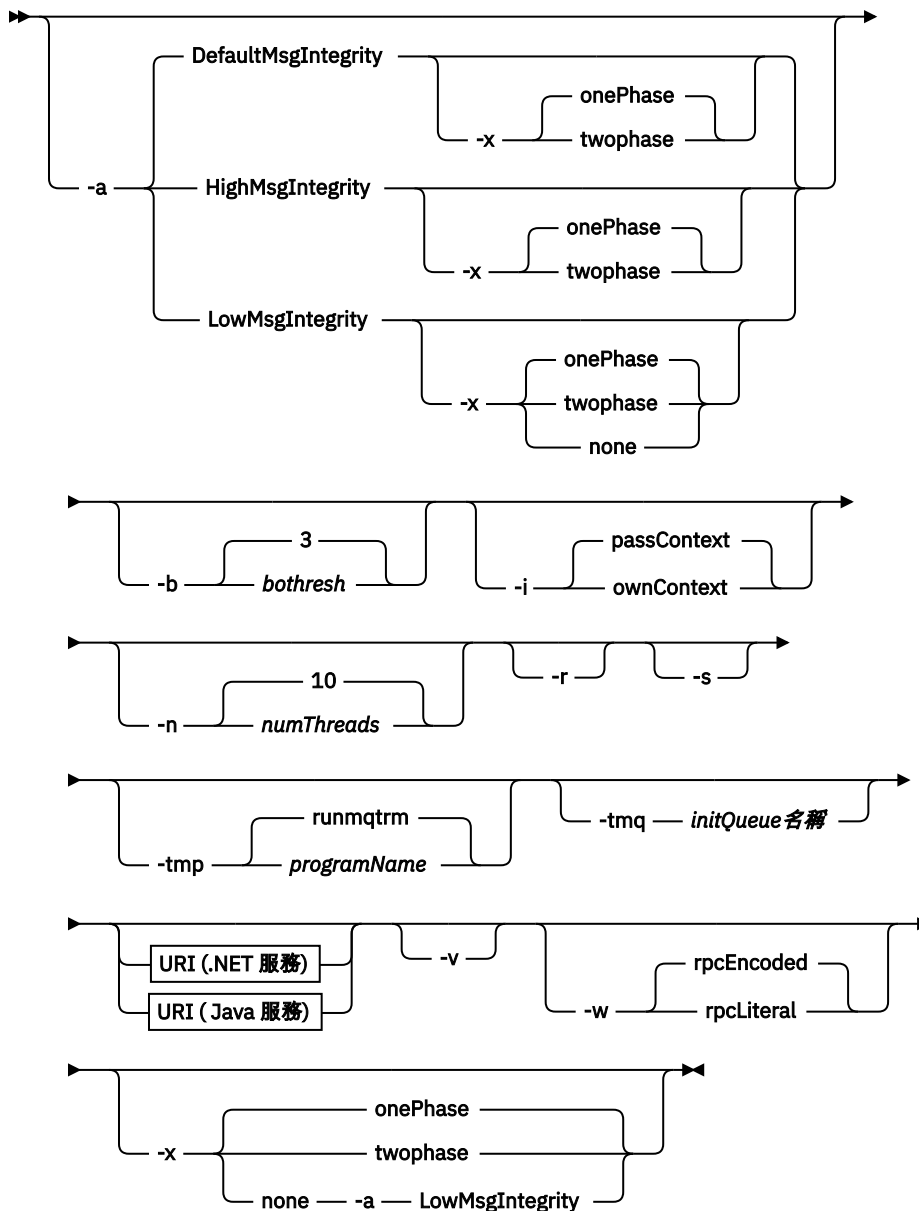 DefaultMsgIntegrity
onePhase
-x twophase
-a HighMsgIntegrity
onePhase
-x twophase
LowMsgIntegrity
onePhase
-x twophase
none
3 passContext
-b bothresh -i ownContext
10 -r -s
-n numThreads
runmqtrm -tmq initQueue名稱
-tmp programName
URI (.NET 服務) -v rpcEncoded
URI ( Java 服務) -w rpcLiteral
onePhase
-x twophase
none -a LowMsgIntegrity